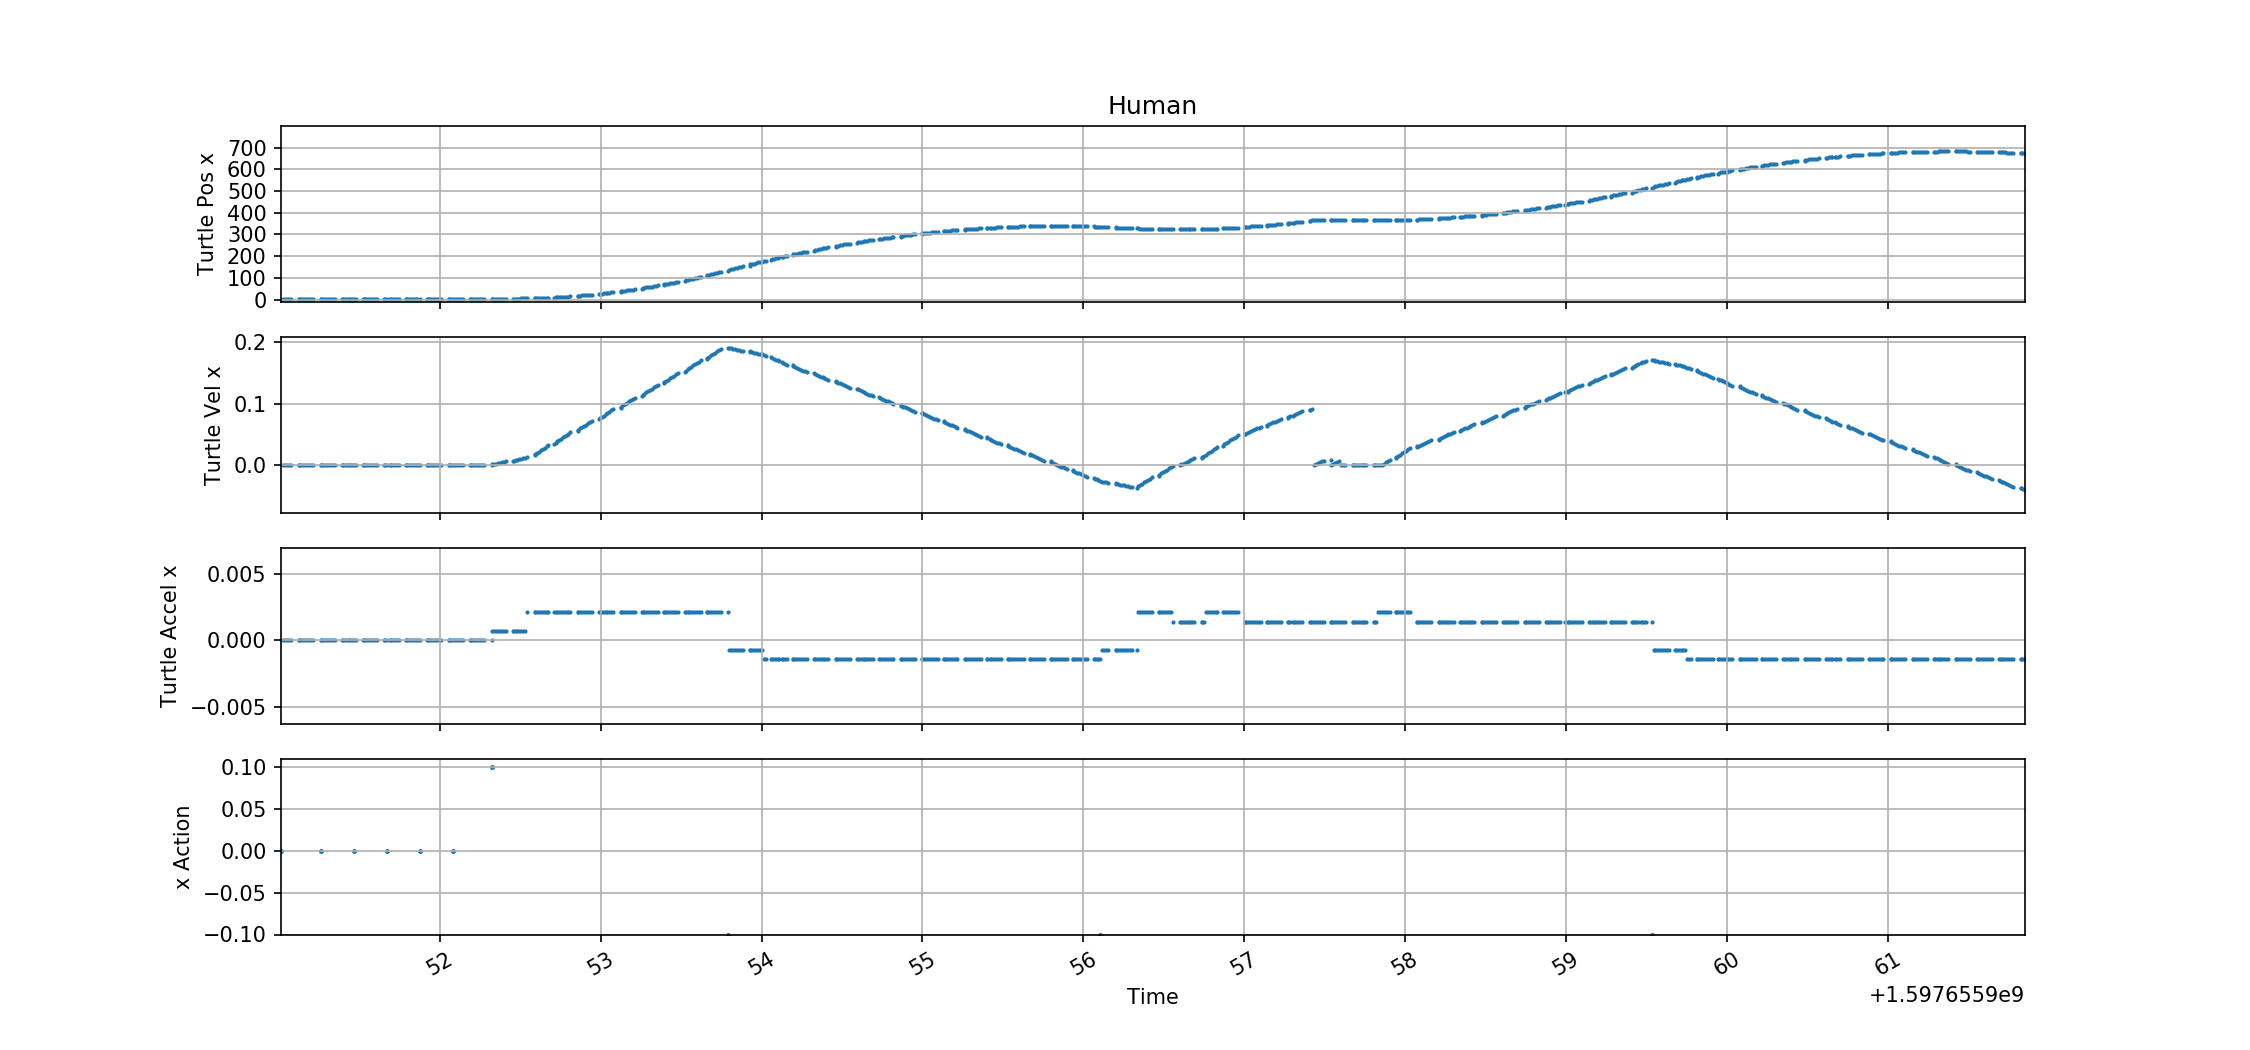 Human
Turtle Pos x
700
600
500
400
300
200
100
0
Turtle Vel x
0.2
0.1
0.0
Turtle Accel x
0.005
0.000
−0.005
x Action
0.10
0.05
0.00
−0.05
−0.10
52 53 54 55 56 57 58 59 60 61
Time
+1.5976559e9